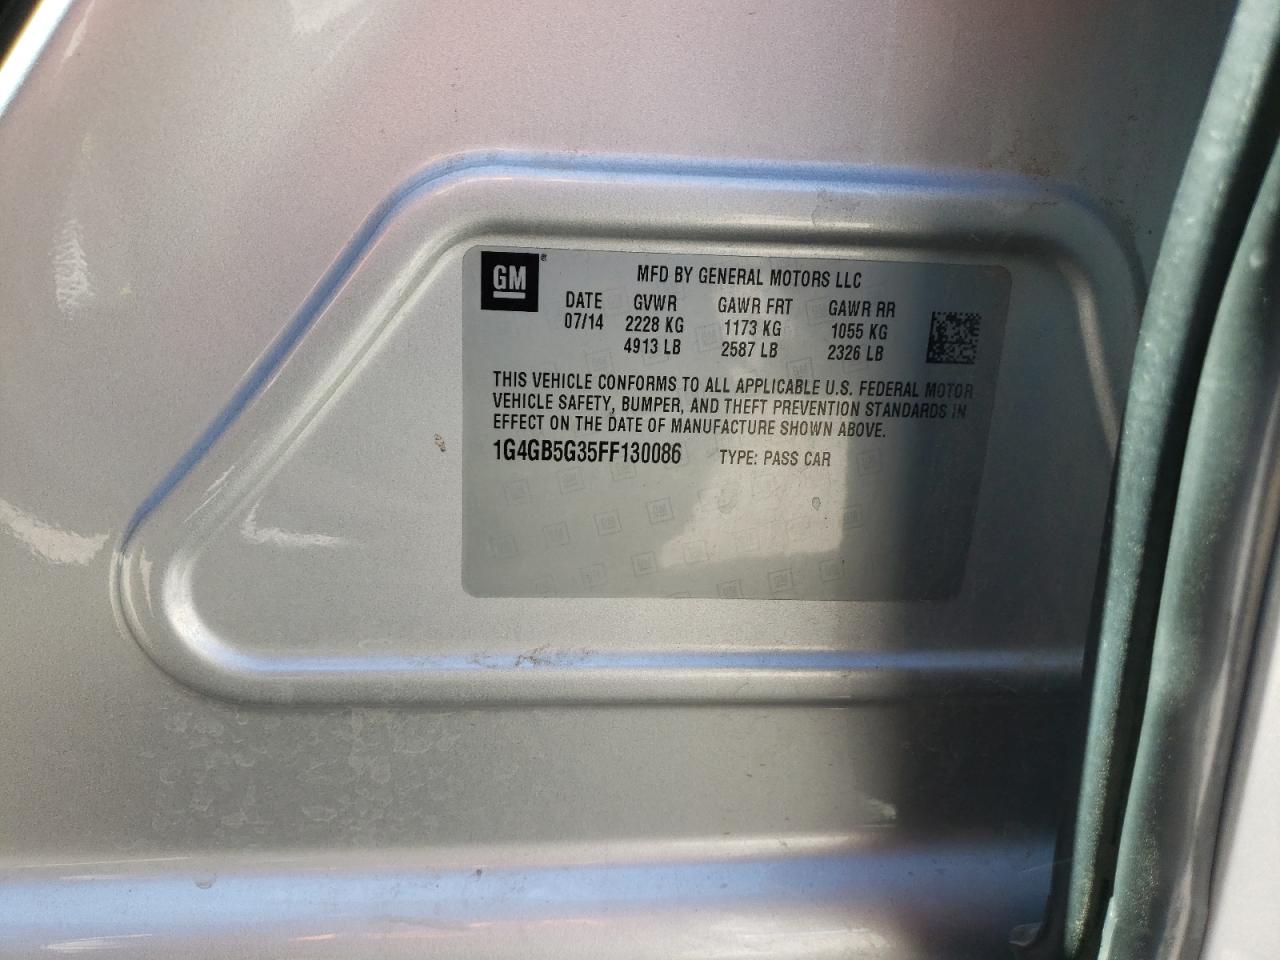 GM
MFD BY GENERAL MOTORS LLC
DATE GVWR GAWR FRT GAWR RR
07/14 2228 KG 1173 KG 1055 KG
4913 LB 2587 LB 2326 LB
THIS VEHICLE CONFORMS TO ALL APPLICABLE U.S. FEDERAL MOTOR
VEHICLE SAFETY, BUMPER, AND THEFT PREVENTION STANDARDS IN
EFFECT ON THE DATE OF MANUFACTURE SHOWN ABOVE.
1G4GB5G35FF130086 TYPE: PASS CAR